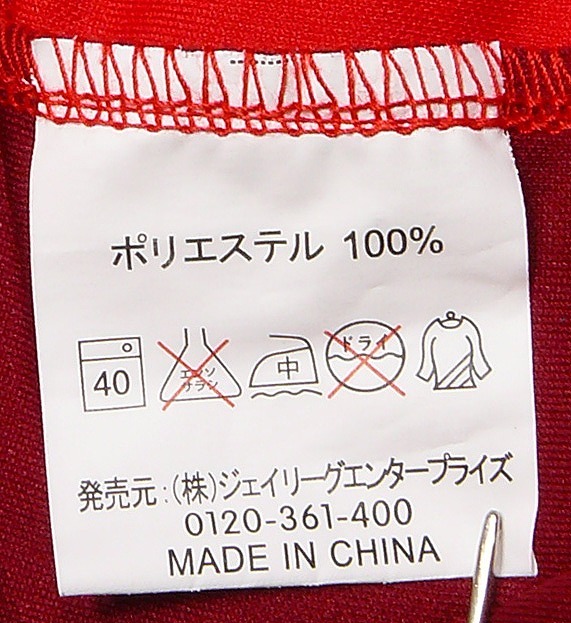 ポリエステル 100%
40 エンソ サラシ 中 ドライ
発売元:(株)ジェイリーグエンタープライズ
0120-361-400
MADE IN CHINA